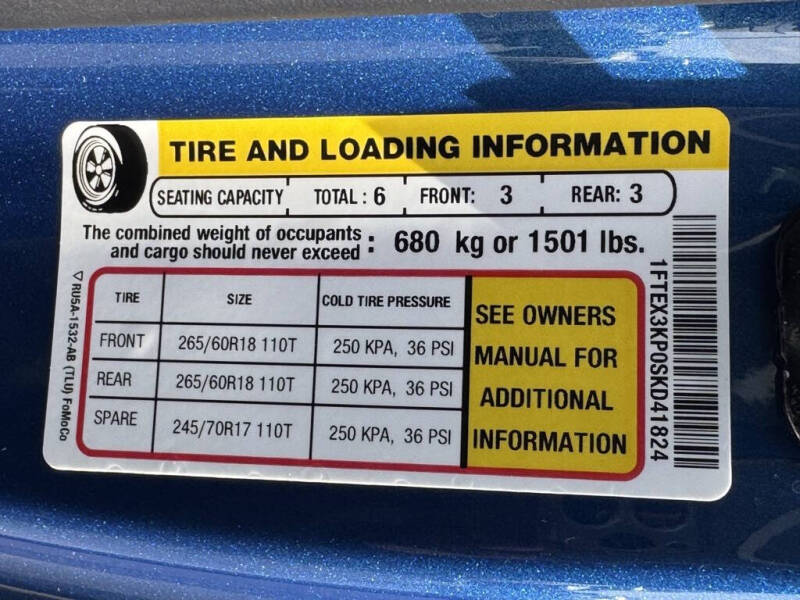 TIRE AND LOADING INFORMATION
SEATING CAPACITY TOTAL : 6 FRONT: 3 REAR: 3
The combined weight of occupants
and cargo should never exceed : 680 kg or 1501 lbs.
TIRE SIZE COLD TIRE PRESSURE
FRONT 265/60R18 110T 250 KPA, 36 PSI
REAR 265/60R18 110T 250 KPA, 36 PSI
SPARE 245/70R17 110T 250 KPA, 36 PSI
SEE OWNERS
MANUAL FOR
ADDITIONAL
INFORMATION
1FTEX3KP0SKD41824
RU5A-1532-AB (TLU) FoMoCo